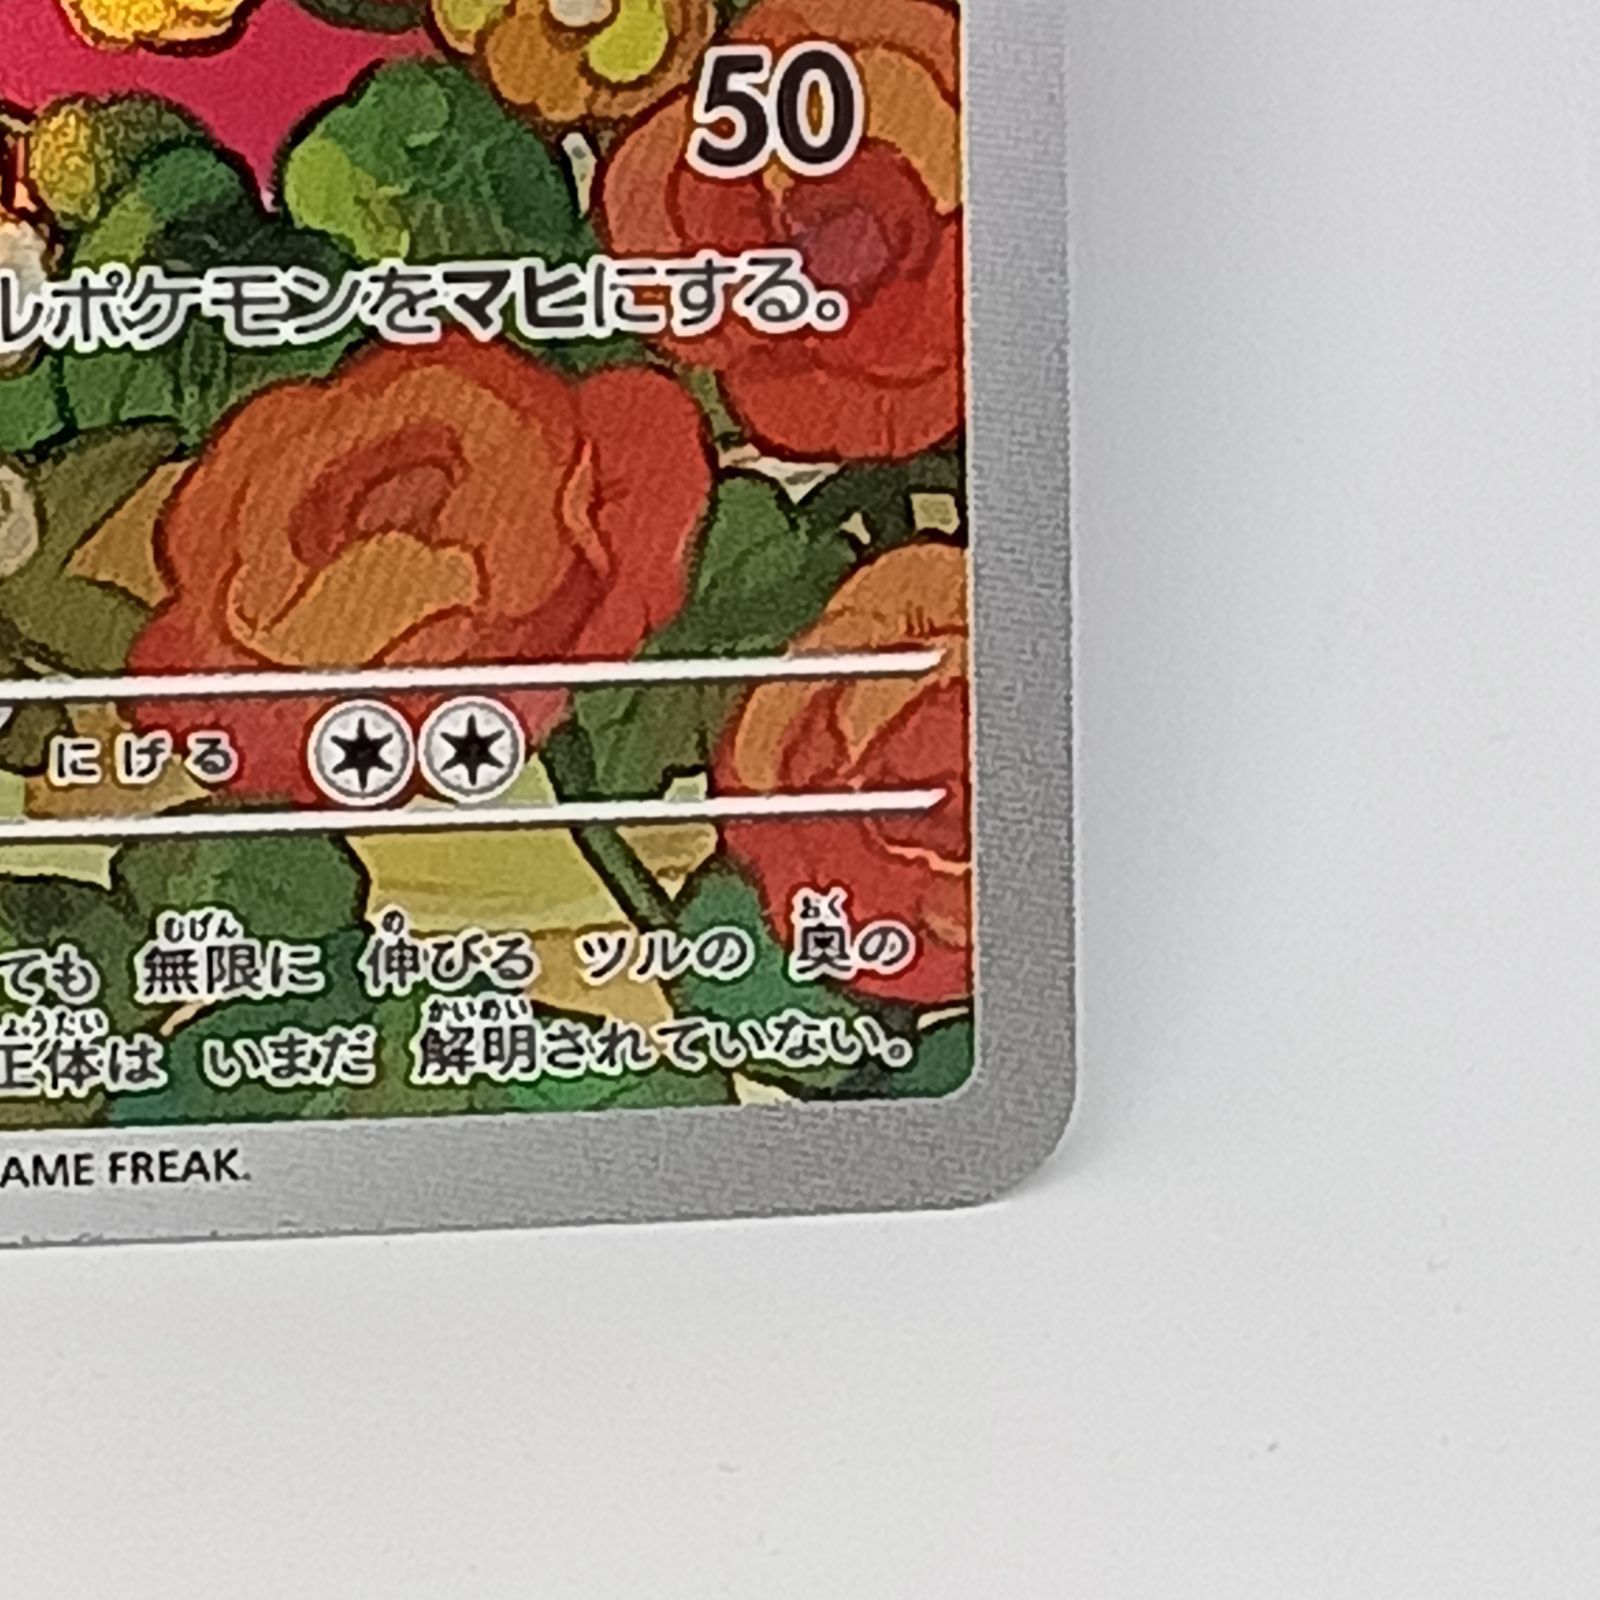 50
ルポケモンをマヒにする。
にげる
ても 無限に 伸びる ツルの 奥の
正体は いまだ 解明されていない。
AME FREAK.